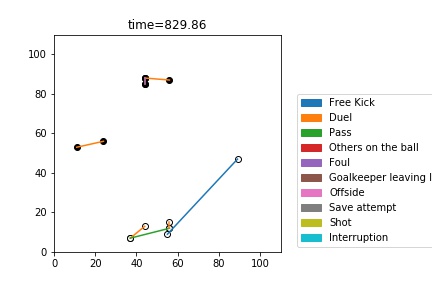 time=829.86
100
80
60
40
20
0
0 20 40 60 80 100
Free Kick
Duel
Pass
Others on the ball
Foul
Goalkeeper leaving l
Offside
Save attempt
Shot
Interruption